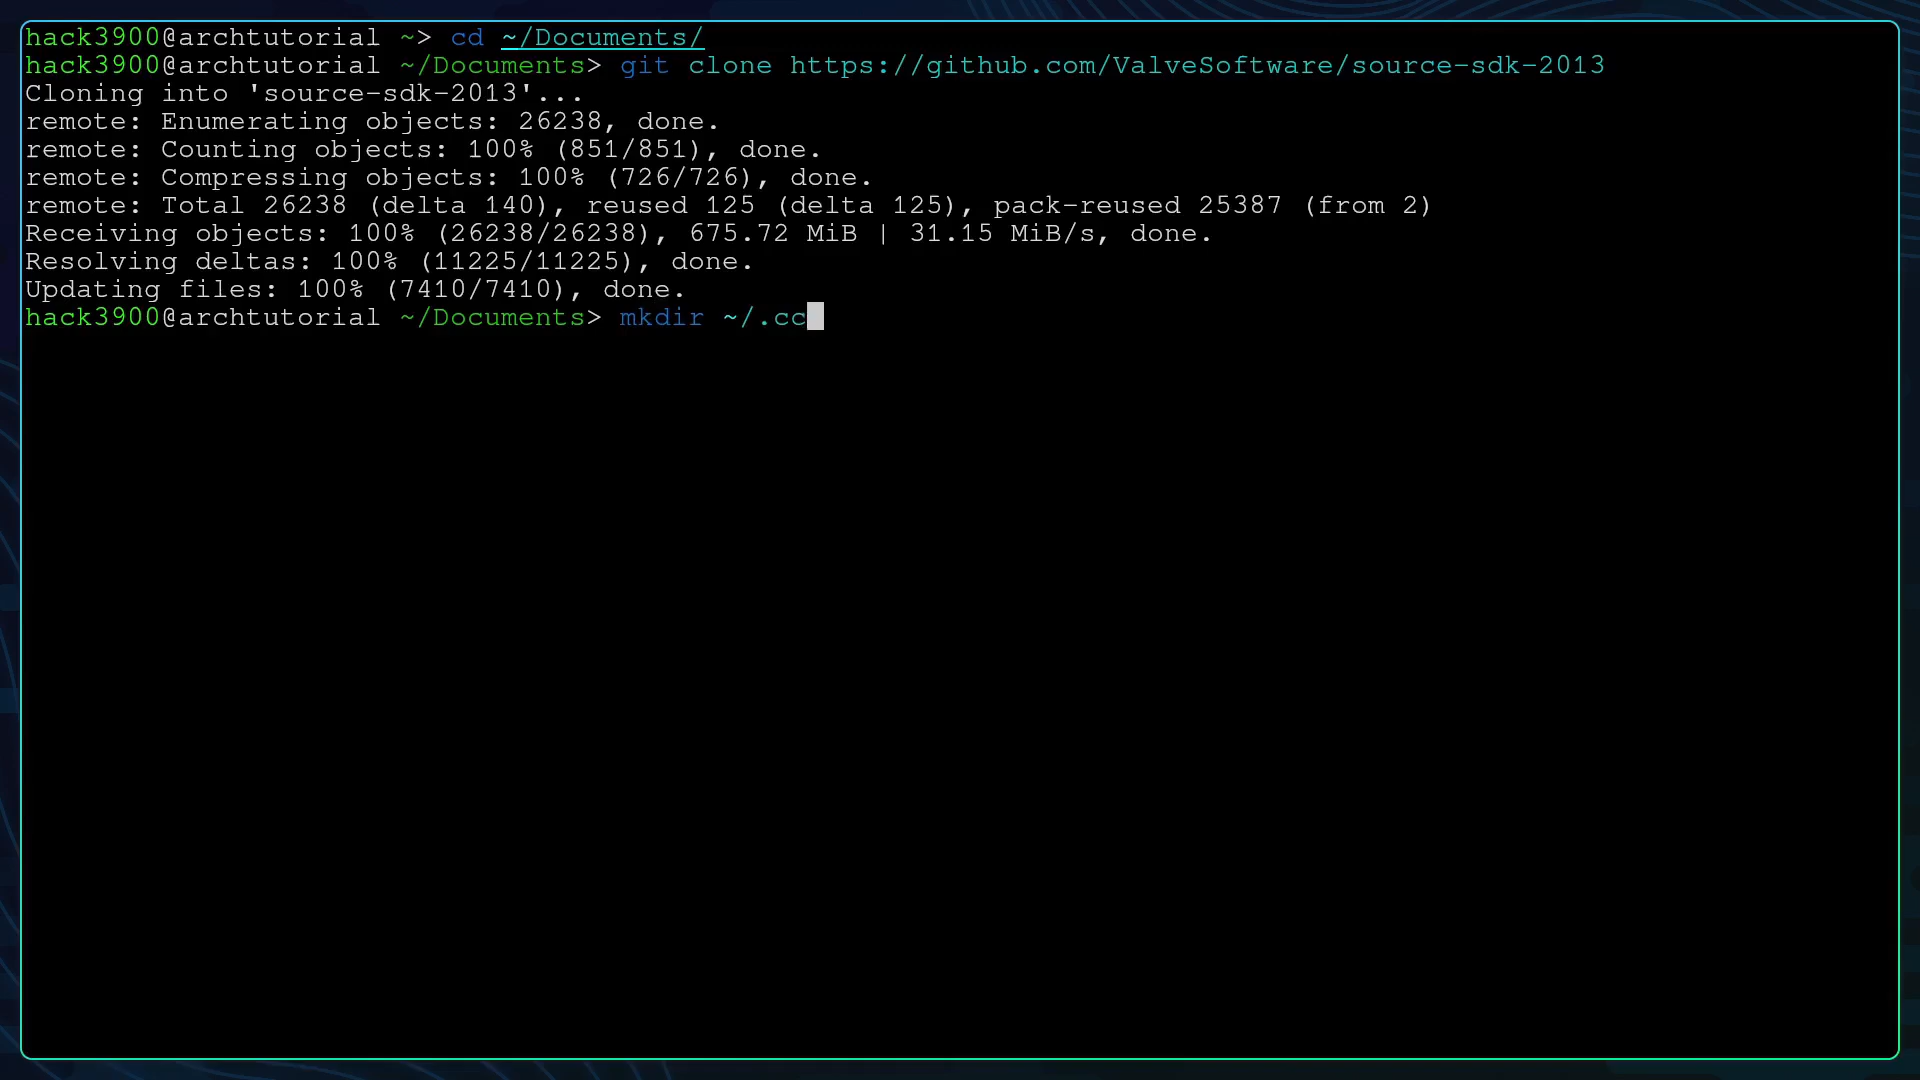 hack3900@archtutorial ~> cd ~/Documents/
hack3900@archtutorial ~/Documents> git clone https://github.com/ValveSoftware/source-sdk-2013
Cloning into 'source-sdk-2013'...
remote: Enumerating objects: 26238, done.
remote: Counting objects: 100% (851/851), done.
remote: Compressing objects: 100% (726/726), done.
remote: Total 26238 (delta 140), reused 125 (delta 125), pack-reused 25387 (from 2)
Receiving objects: 100% (26238/26238), 675.72 MiB | 31.15 MiB/s, done.
Resolving deltas: 100% (11225/11225), done.
Updating files: 100% (7410/7410), done.
hack3900@archtutorial ~/Documents> mkdir ~/.cc